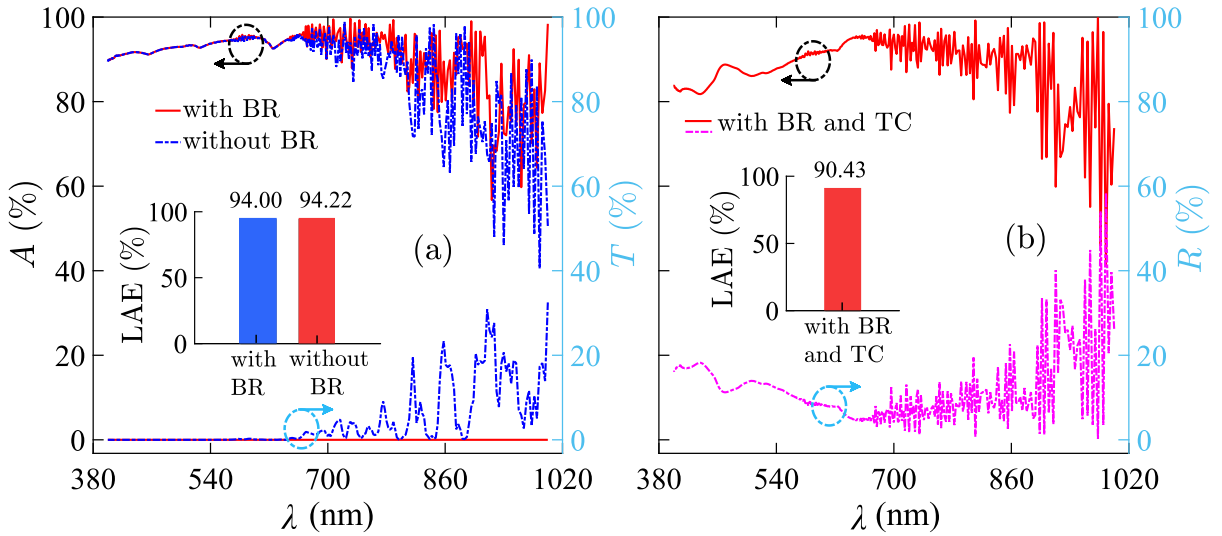 100
80
60
40
20
0
A (%)
380
540
700
860
1020
λ (nm)
100
80
60
40
20
0
T (%)
with BR
without BR
(a)
94.00
94.22
100
50
0
LAE (%)
with
BR
without
BR
with BR and TC
90.43
100
50
0
LAE (%)
with BR
and TC
(b)
380
540
700
860
1020
λ (nm)
100
80
60
40
20
0
R (%)